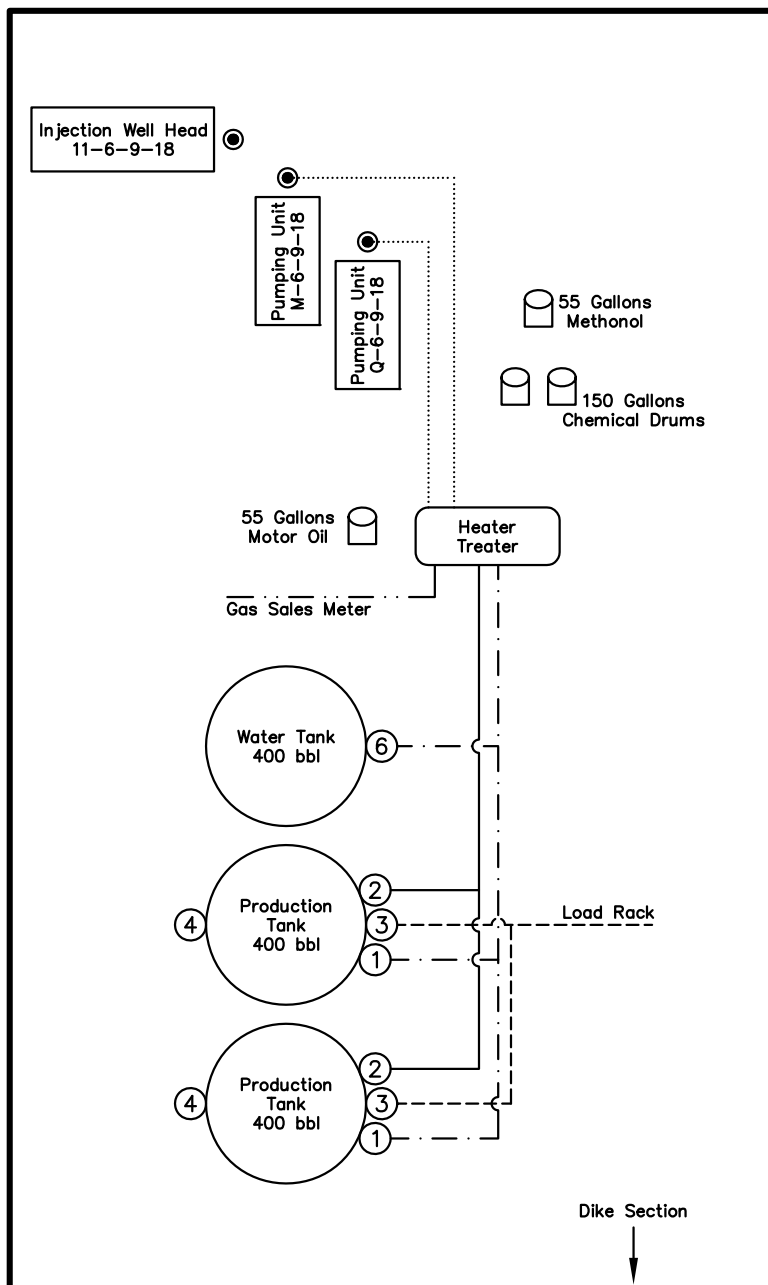 Injection Well Head
11-6-9-18
Pumping Unit
M-6-9-18
Pumping Unit
Q-6-9-18
55 Gallons
Methonol
150 Gallons
Chemical Drums
55 Gallons
Motor Oil
Heater
Treater
Gas Sales Meter
Water Tank
400 bbl
6
Production
Tank
400 bbl
4
2
3
1
Load Rack
Production
Tank
400 bbl
4
2
3
1
Dike Section